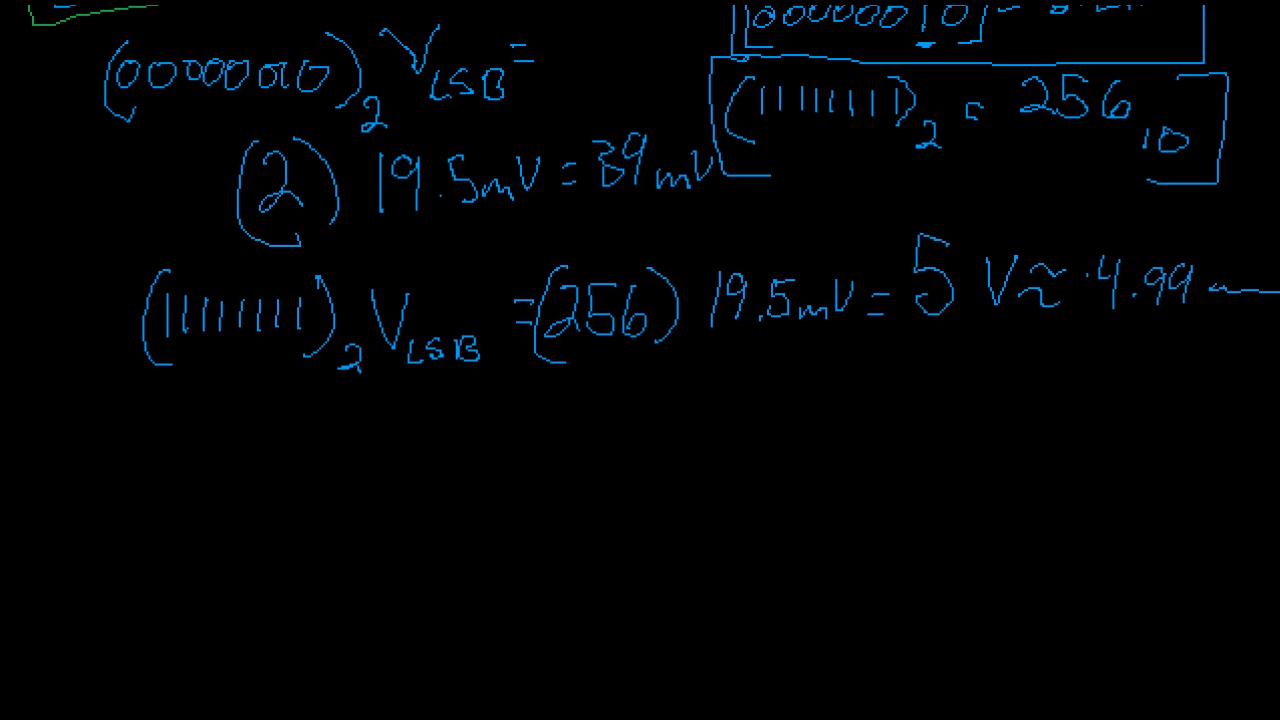 [00000010]
(00000010)₂ V_LSB =
(11111111)₂ = 256₁₀
(2) 19.5mV = 39mV
(11111111)₂ V_LSB = (256) 19.5mV = 5 V ≈ 4.99